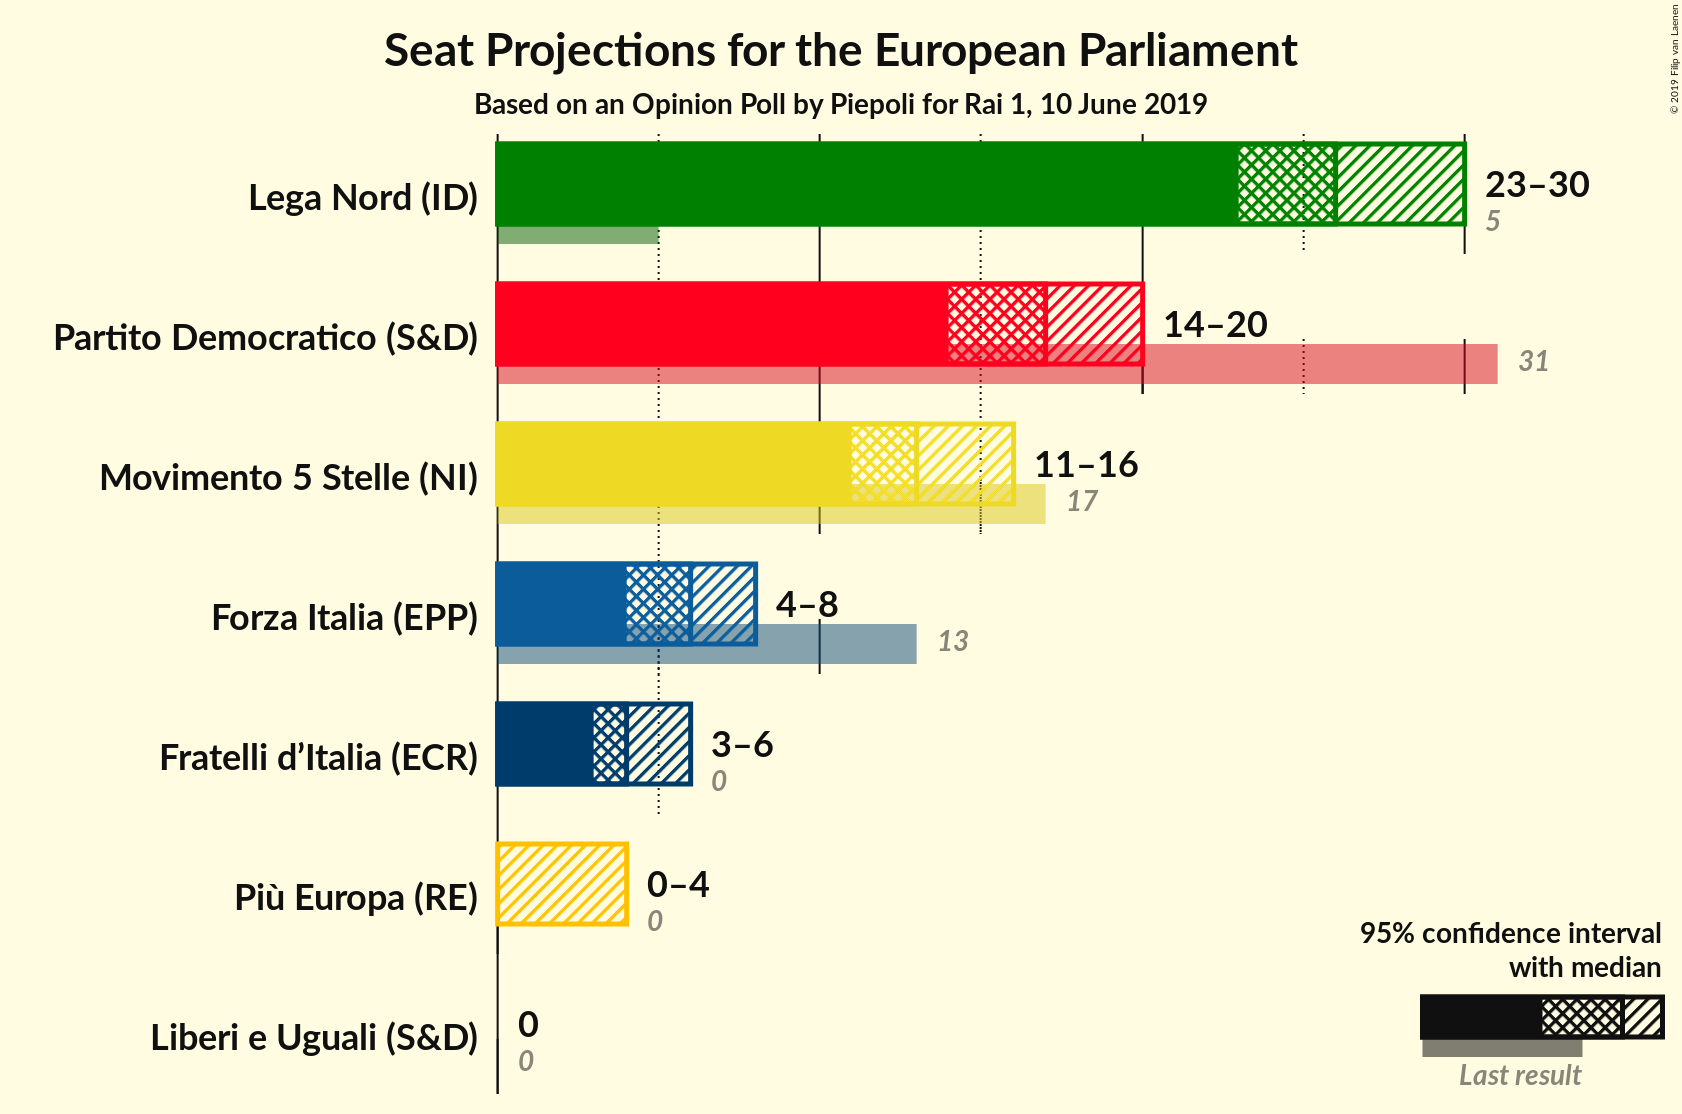 Seat Projections for the European Parliament
Based on an Opinion Poll by Piepoli for Rai 1, 10 June 2019
© 2019 Filip van Laenen
Lega Nord (ID)
23–30
5
Partito Democratico (S&D)
14–20
31
Movimento 5 Stelle (NI)
11–16
17
Forza Italia (EPP)
4–8
13
Fratelli d’Italia (ECR)
3–6
0
Più Europa (RE)
0–4
0
Liberi e Uguali (S&D)
0
0
95% confidence interval
with median
Last result